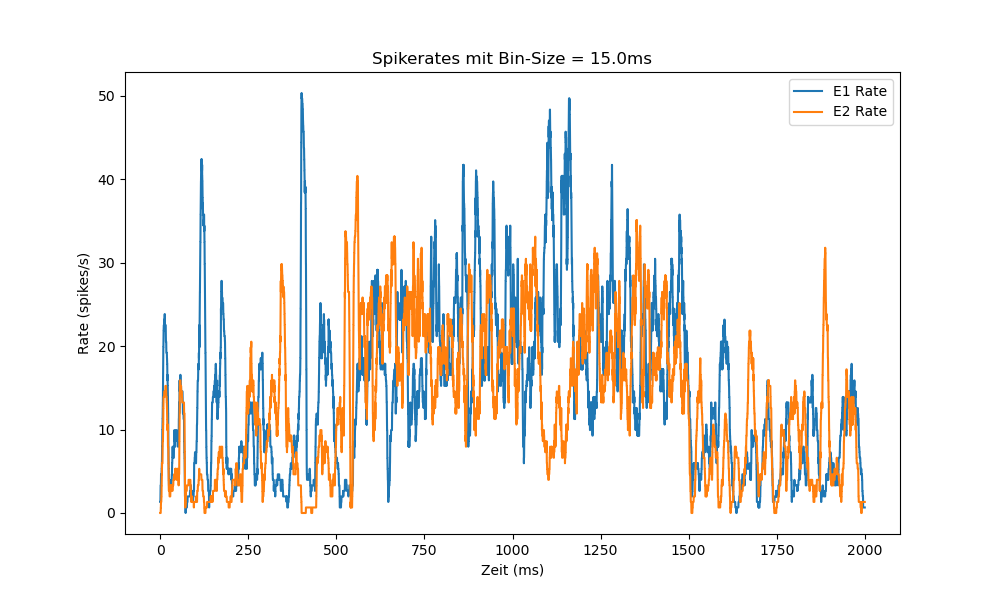 Spikerates mit Bin-Size = 15.0ms
E1 Rate
E2 Rate
50
40
30
20
10
0
Rate (spikes/s)
0 250 500 750 1000 1250 1500 1750 2000
Zeit (ms)